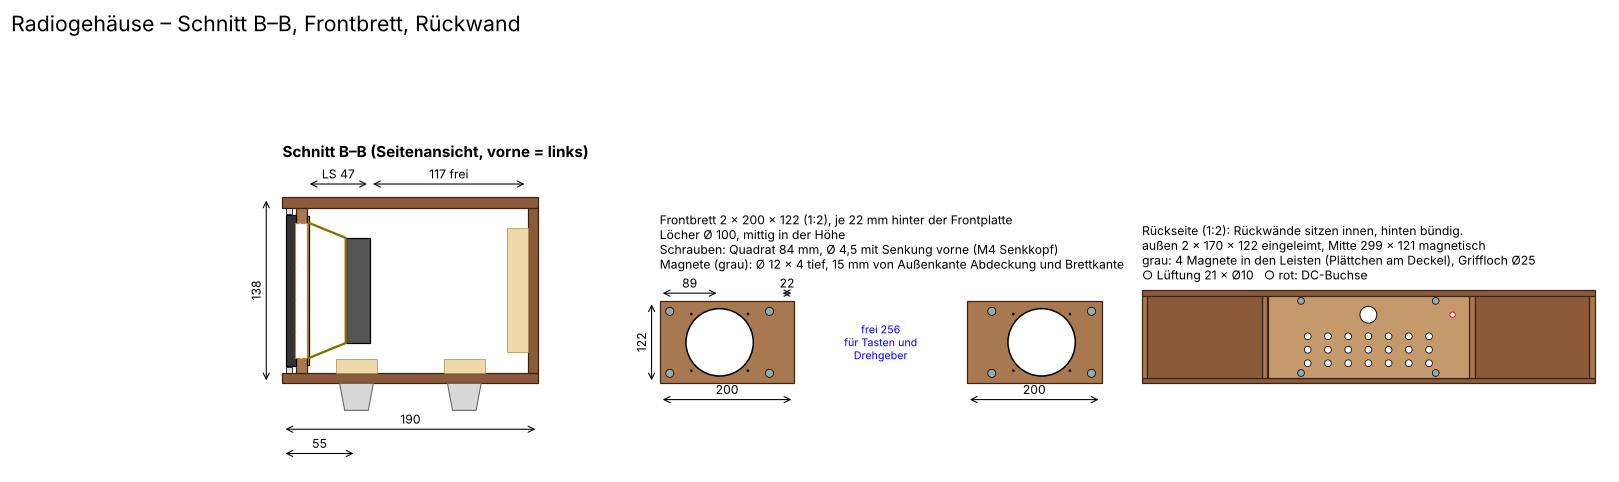 Radiogehäuse – Schnitt B–B, Frontbrett, Rückwand
Schnitt B–B (Seitenansicht, vorne = links)
LS 47
117 frei
138
190
55
Frontbrett 2 × 200 × 122 (1:2), je 22 mm hinter der Frontplatte
Löcher Ø 100, mittig in der Höhe
Schrauben: Quadrat 84 mm, Ø 4,5 mit Senkung vorne (M4 Senkkopf)
Magnete (grau): Ø 12 × 4 tief, 15 mm von Außenkante Abdeckung und Brettkante
89
22
122
200
frei 256
für Tasten und
Drehgeber
200
Rückseite (1:2): Rückwände sitzen innen, hinten bündig.
außen 2 × 170 × 122 eingeleimt, Mitte 299 × 121 magnetisch
grau: 4 Magnete in den Leisten (Plättchen am Deckel), Griffloch Ø25
○ Lüftung 21 × Ø10 ○ rot: DC-Buchse